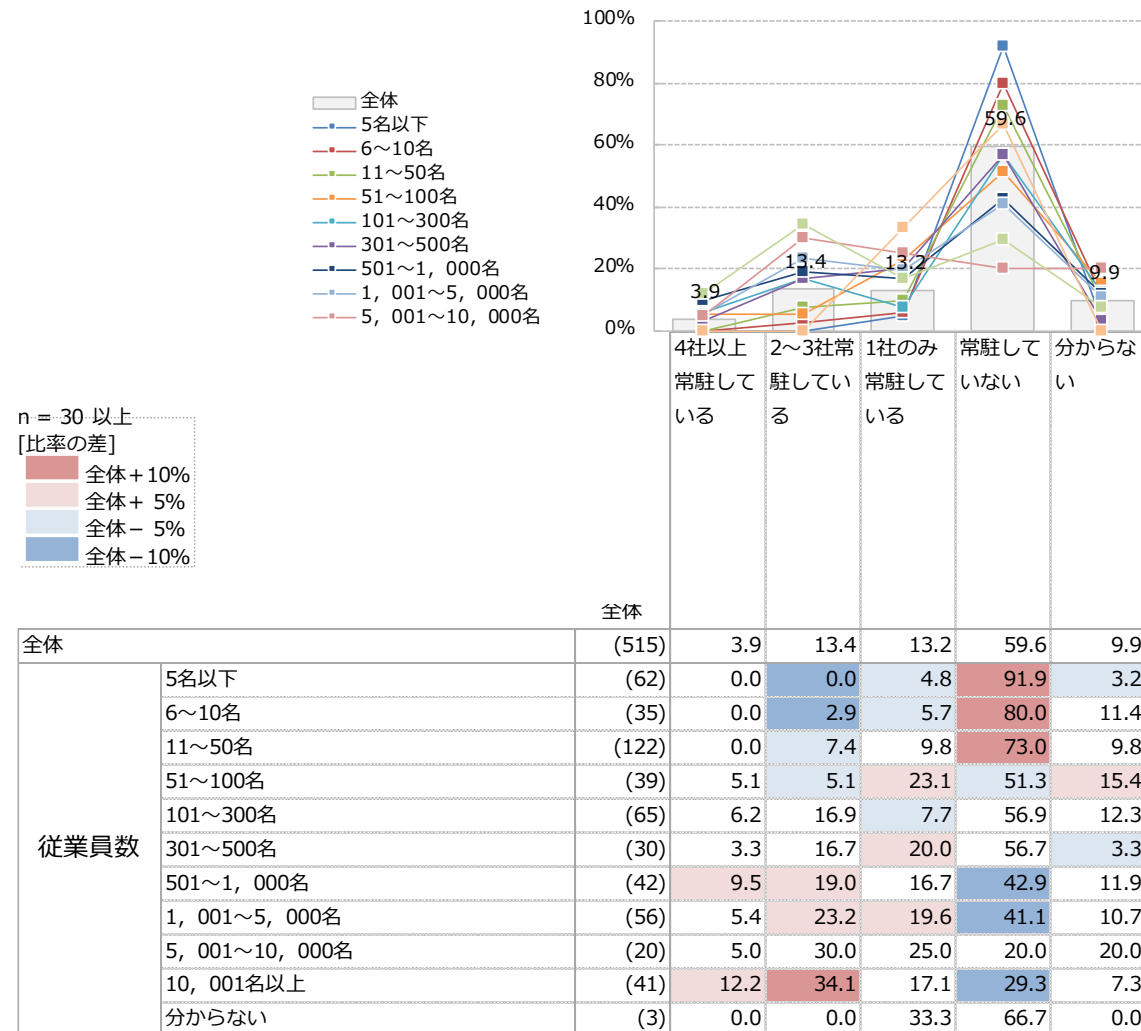 100%
80%
60%
40%
20%
0%
全体
5名以下
6～10名
11～50名
51～100名
101～300名
301～500名
501～1，000名
1，001～5，000名
5，001～10，000名
3.9
13.4
13.2
59.6
9.9
4社以上常駐している
2～3社常駐している
1社のみ常駐している
常駐していない
分からない
n = 30 以上
[比率の差]
全体＋10%
全体＋ 5%
全体－ 5%
全体－10%
全体
全体 (515) 3.9 13.4 13.2 59.6 9.9
従業員数
5名以下 (62) 0.0 0.0 4.8 91.9 3.2
6～10名 (35) 0.0 2.9 5.7 80.0 11.4
11～50名 (122) 0.0 7.4 9.8 73.0 9.8
51～100名 (39) 5.1 5.1 23.1 51.3 15.4
101～300名 (65) 6.2 16.9 7.7 56.9 12.3
301～500名 (30) 3.3 16.7 20.0 56.7 3.3
501～1，000名 (42) 9.5 19.0 16.7 42.9 11.9
1，001～5，000名 (56) 5.4 23.2 19.6 41.1 10.7
5，001～10，000名 (20) 5.0 30.0 25.0 20.0 20.0
10，001名以上 (41) 12.2 34.1 17.1 29.3 7.3
分からない (3) 0.0 0.0 33.3 66.7 0.0